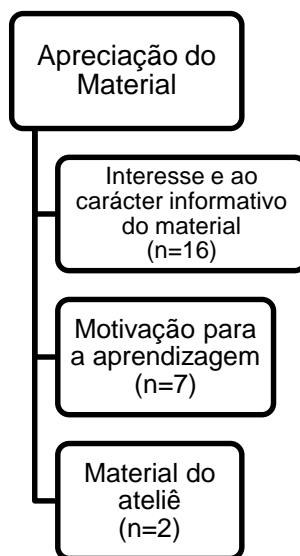 Apreciação do
Material
Interesse e ao
carácter informativo
do material
(n=16)
Motivação para
a aprendizagem
(n=7)
Material do
ateliê
(n=2)